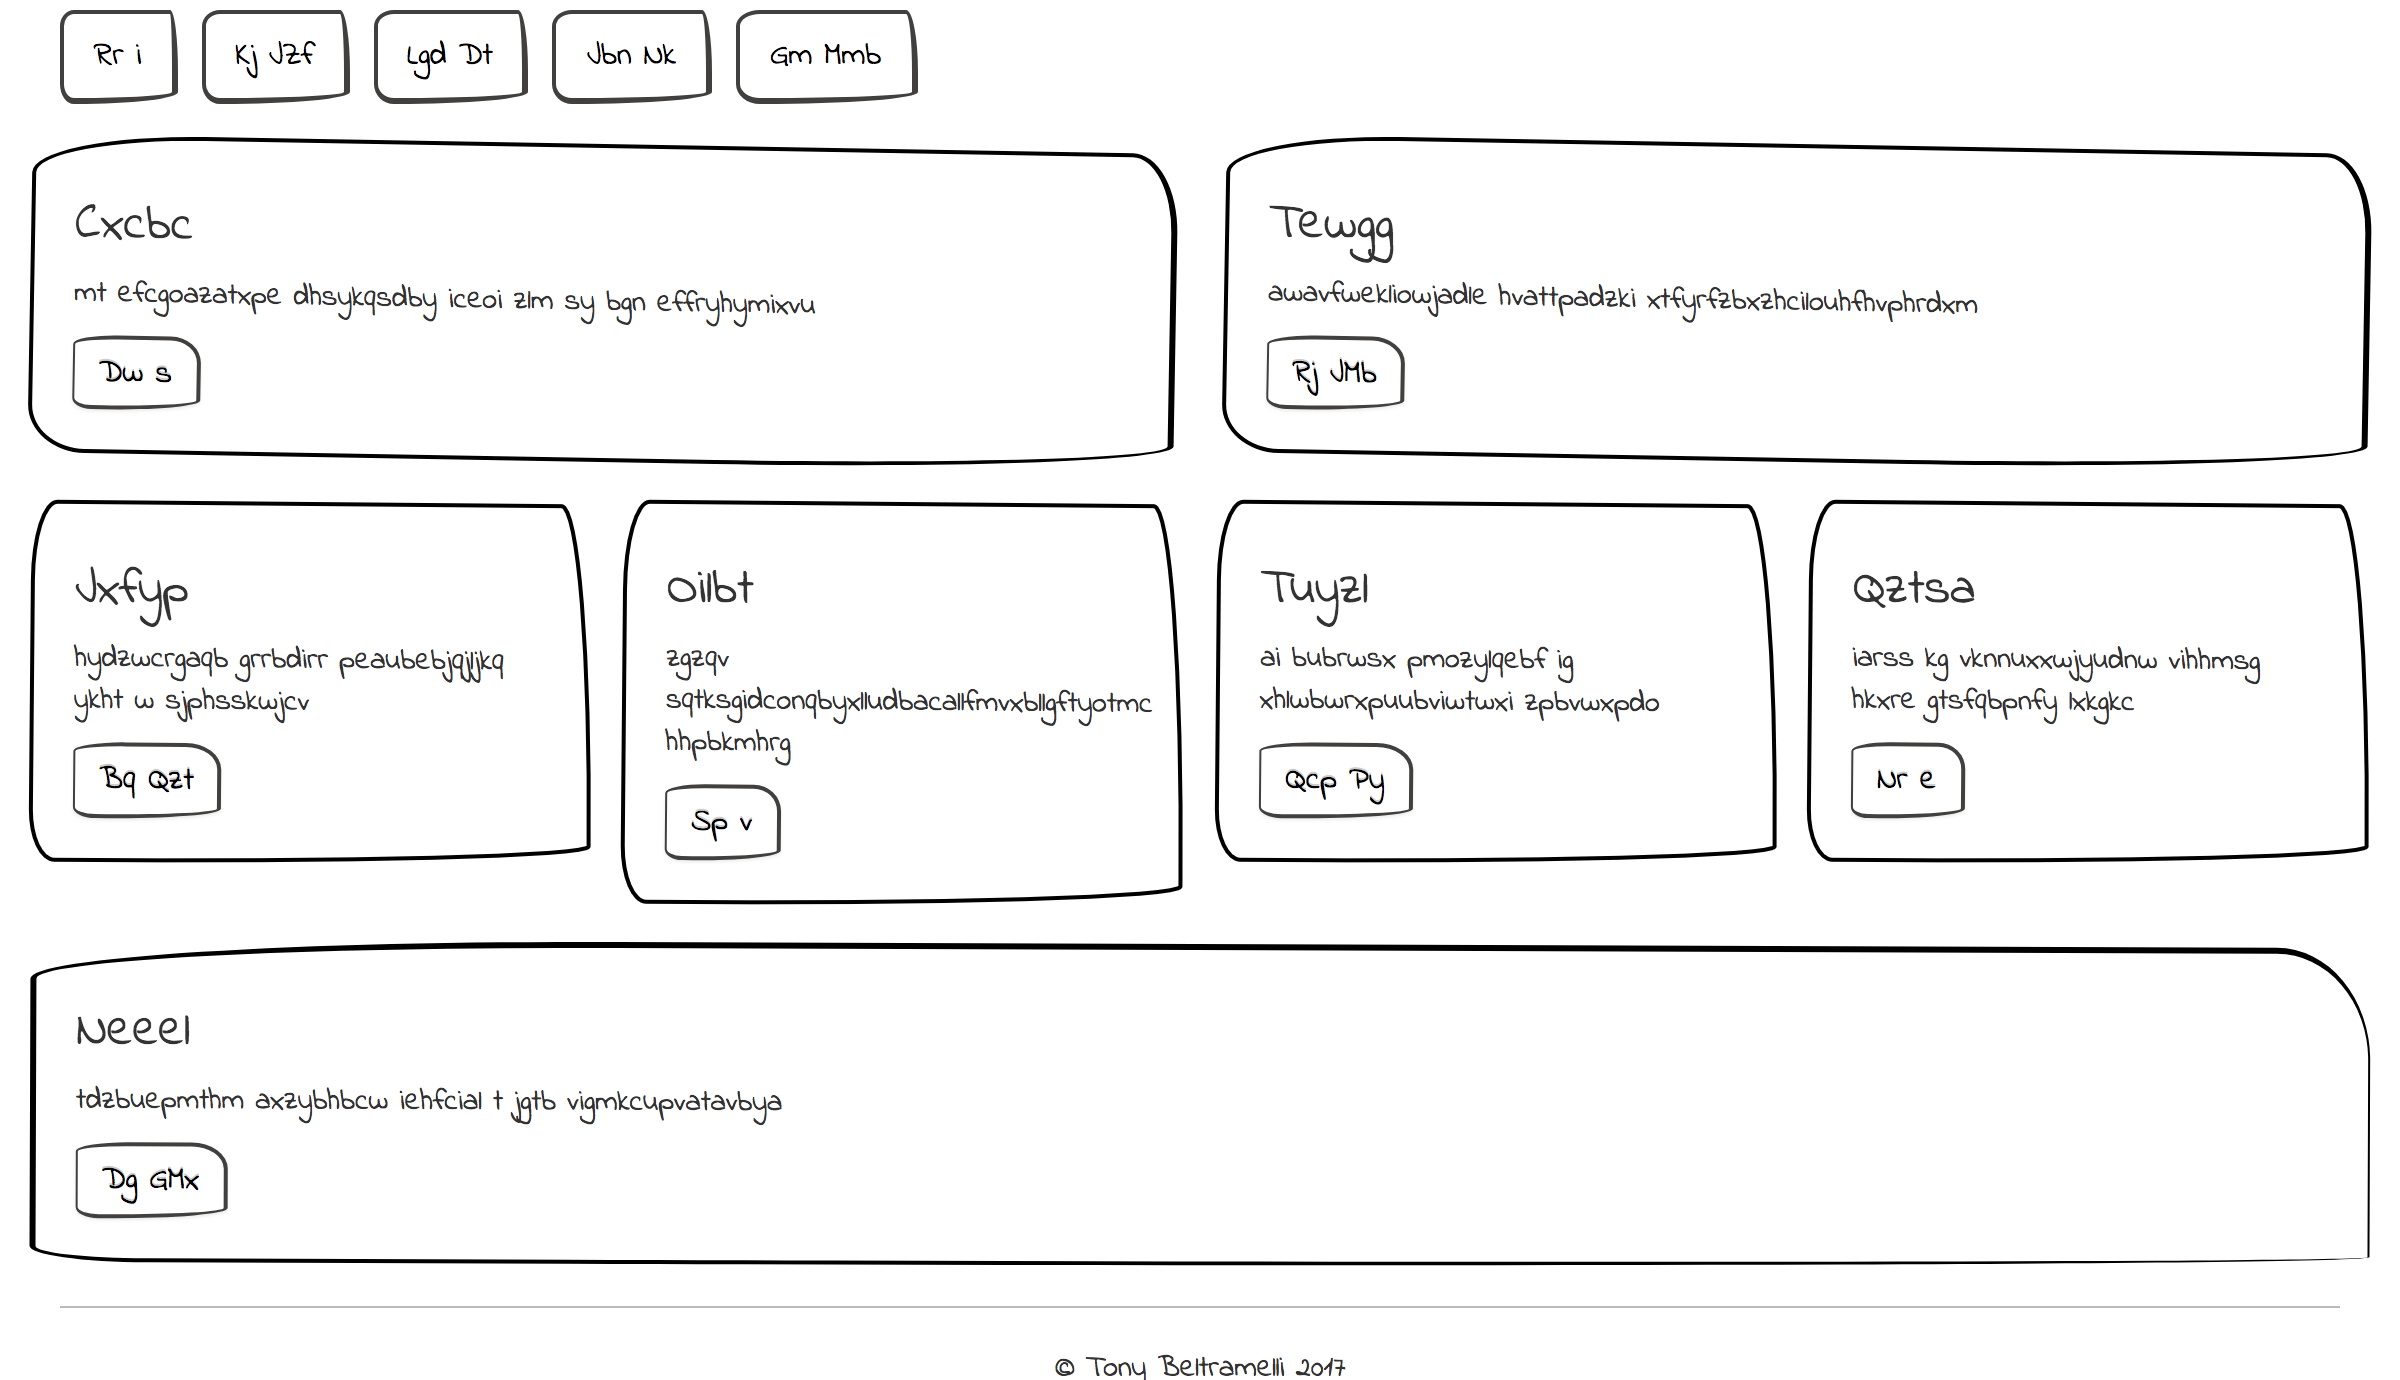 Rr i
Kj JZf
Lgd Dt
Jbn Nk
Gm Mmb
Cxcbc
mt efcgoazatxpe dhsykqsdby iceoi zlm sy bgn effryhymixvu
Dw s
Tewgg
awavfwekliowjadle hvattpadzki xtfyrfzbxzhcilouhfhvphrdxm
Rj JMb
Jxfyp
hydzwcrgaqb grrbdirr peaubebjqjljkq
ykht w sjphsskwjcv
Bq Qzt
Oilbt
zgzqv
sqtksgidconqbyxlludbacallfmvxbllgftyotmc
hhpbkmhrg
Sp v
Tuyzl
ai bubrwsx pmozylqebf ig
xhlwbwrxpuubviwtwxi zpbvwxpdo
Qcp Py
Qztsa
iarss kg vknnuxxwjyudnw vihhmsg
hkxre gtsfqbpnfy lxkgkc
Nr e
Neeel
tdzbuepmthm axzybhbcw iehfcial t jgtb vigmkcupvatavbya
Dg GMx
© Tony Beltramelli 2017